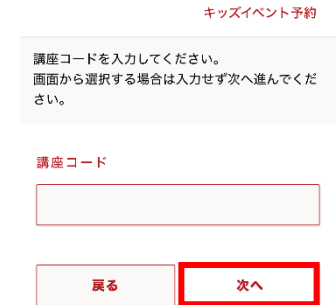 キッズイベント予約
講座コードを入力してください。
画面から選択する場合は入力せず次へ進んでくだ
さい。
講座コード
戻る
次へ